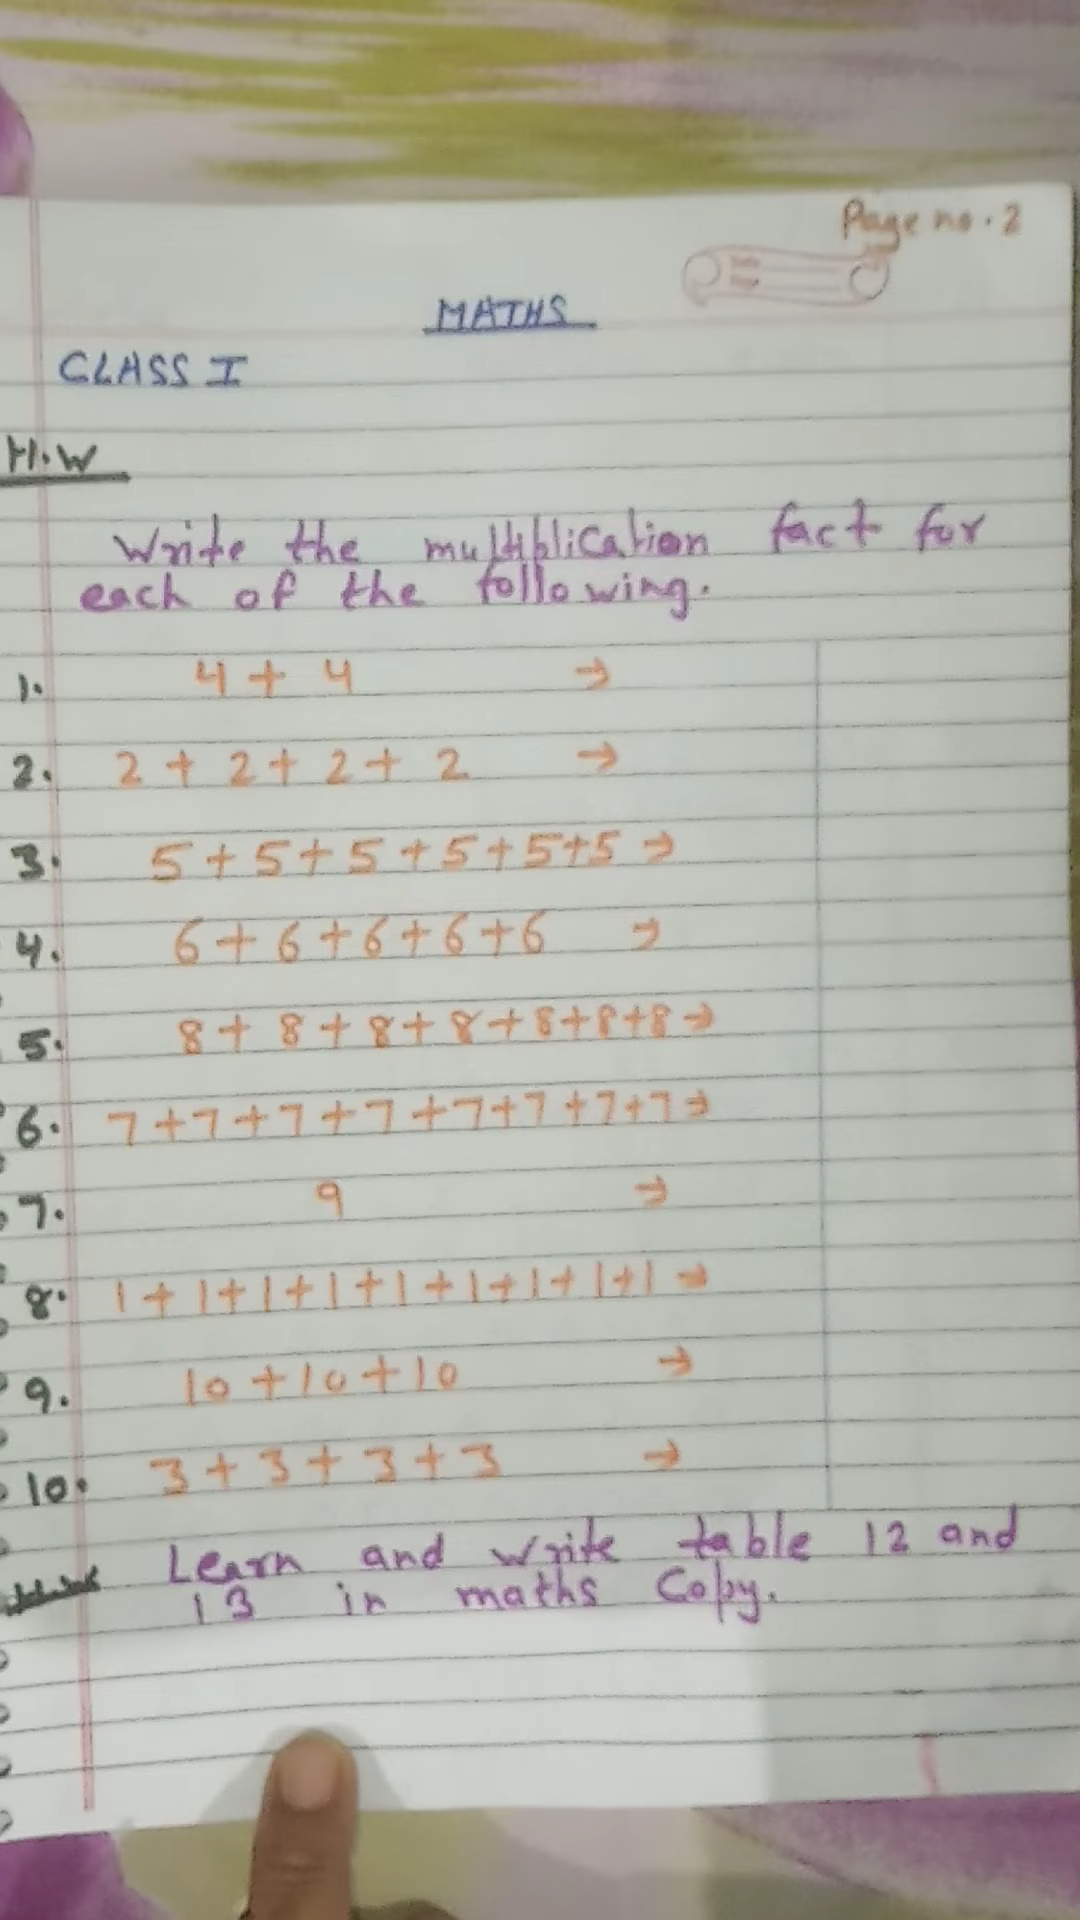 Page no. 2
MATHS
CLASS I
H.W
Write the multiplication fact for
each of the following.
1. 4 + 4 →
2. 2 + 2 + 2 + 2 →
3. 5 + 5 + 5 + 5 + 5 + 5 →
4. 6 + 6 + 6 + 6 + 6 →
5. 8 + 8 + 8 + 8 + 8 + 8 + 8 →
6. 7 + 7 + 7 + 7 + 7 + 7 + 7 + 7 →
7. 9 →
8. 1 + 1 + 1 + 1 + 1 + 1 + 1 + 1 + 1 →
9. 10 + 10 + 10 →
10. 3 + 3 + 3 + 3 →
H.W Learn and write table 12 and
13 in maths Copy.